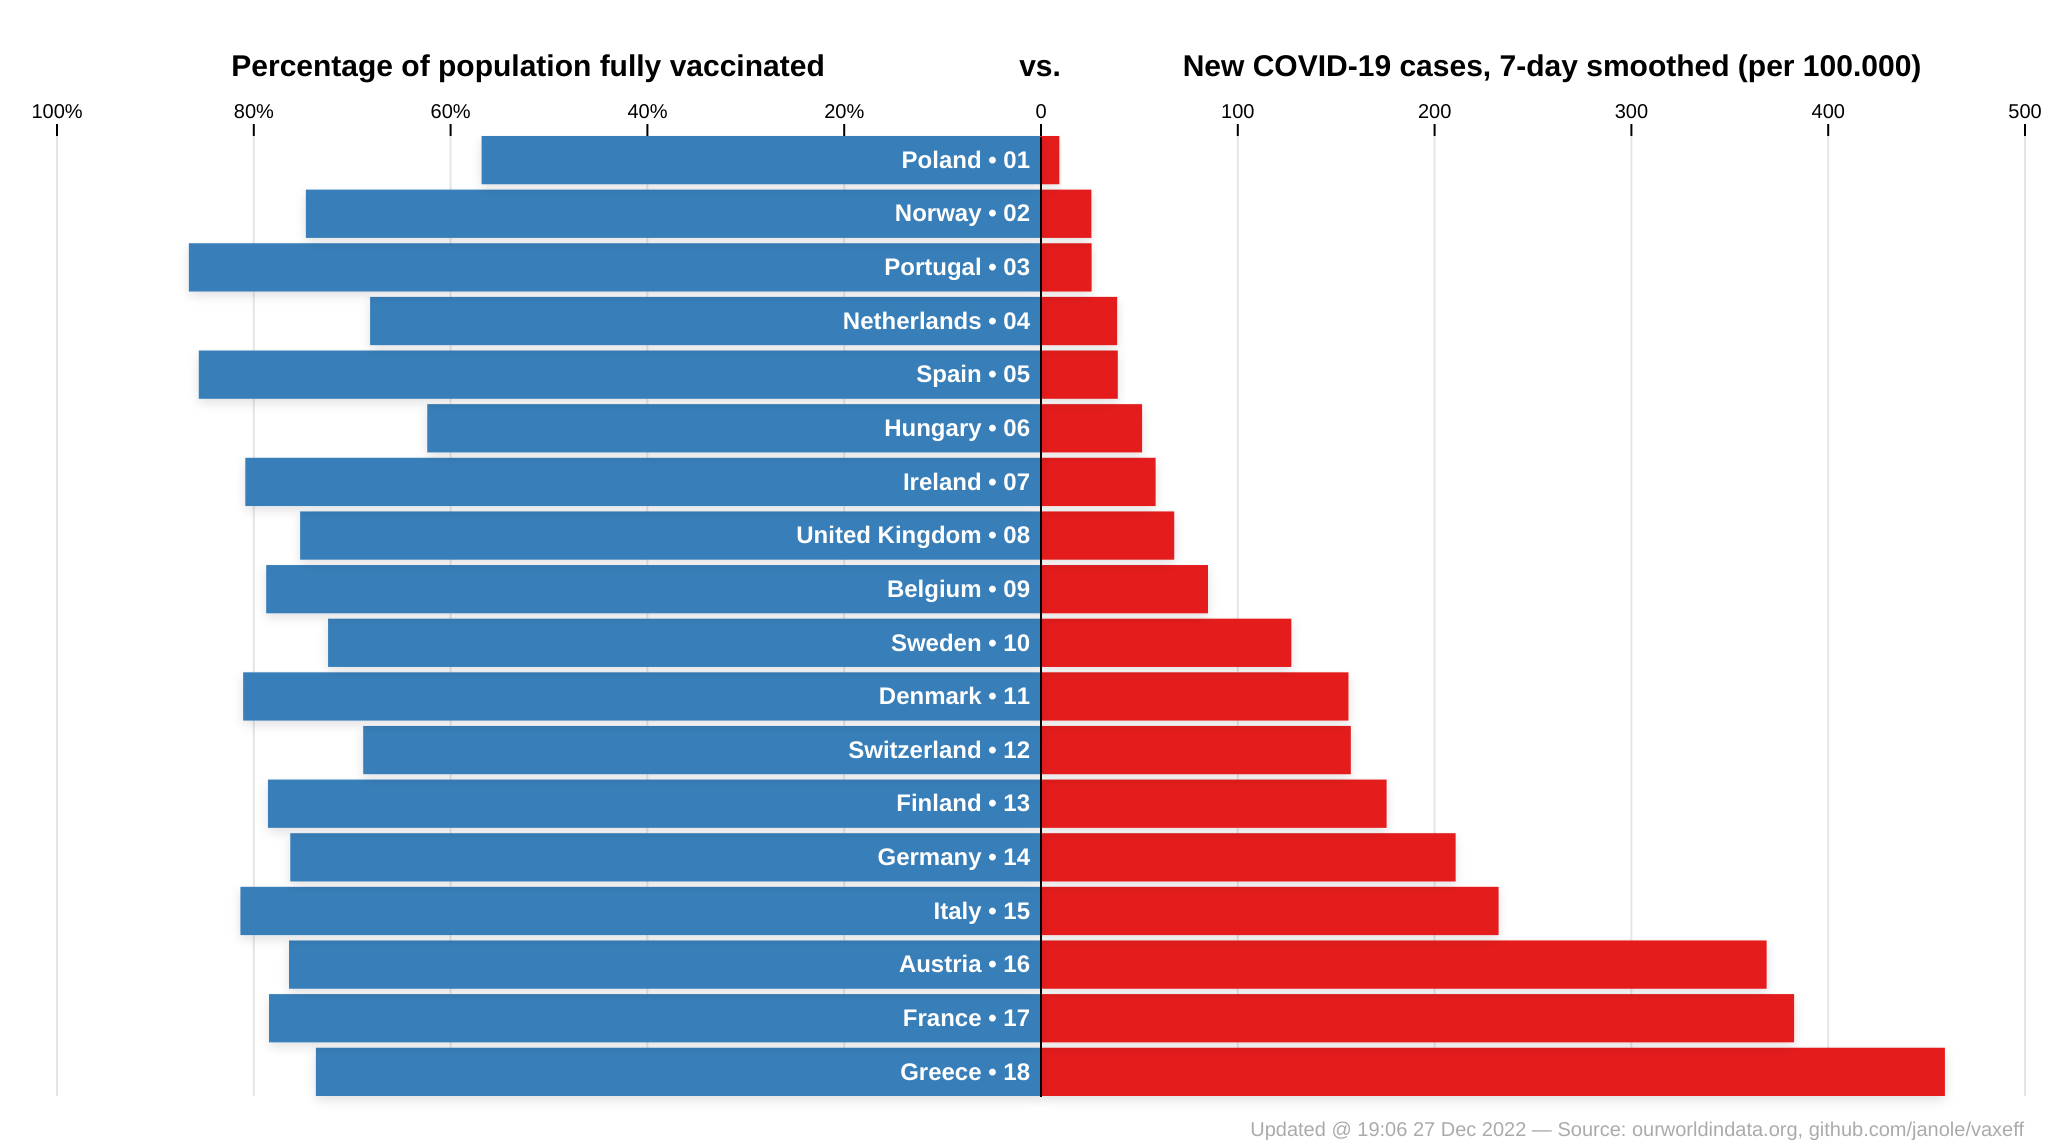 Percentage of population fully vaccinated vs. New COVID-19 cases, 7-day smoothed (per 100.000)
100% 80% 60% 40% 20% 0 100 200 300 400 500
Poland • 01
Norway • 02
Portugal • 03
Netherlands • 04
Spain • 05
Hungary • 06
Ireland • 07
United Kingdom • 08
Belgium • 09
Sweden • 10
Denmark • 11
Switzerland • 12
Finland • 13
Germany • 14
Italy • 15
Austria • 16
France • 17
Greece • 18
Updated @ 19:06 27 Dec 2022 — Source: ourworldindata.org, github.com/janole/vaxeff